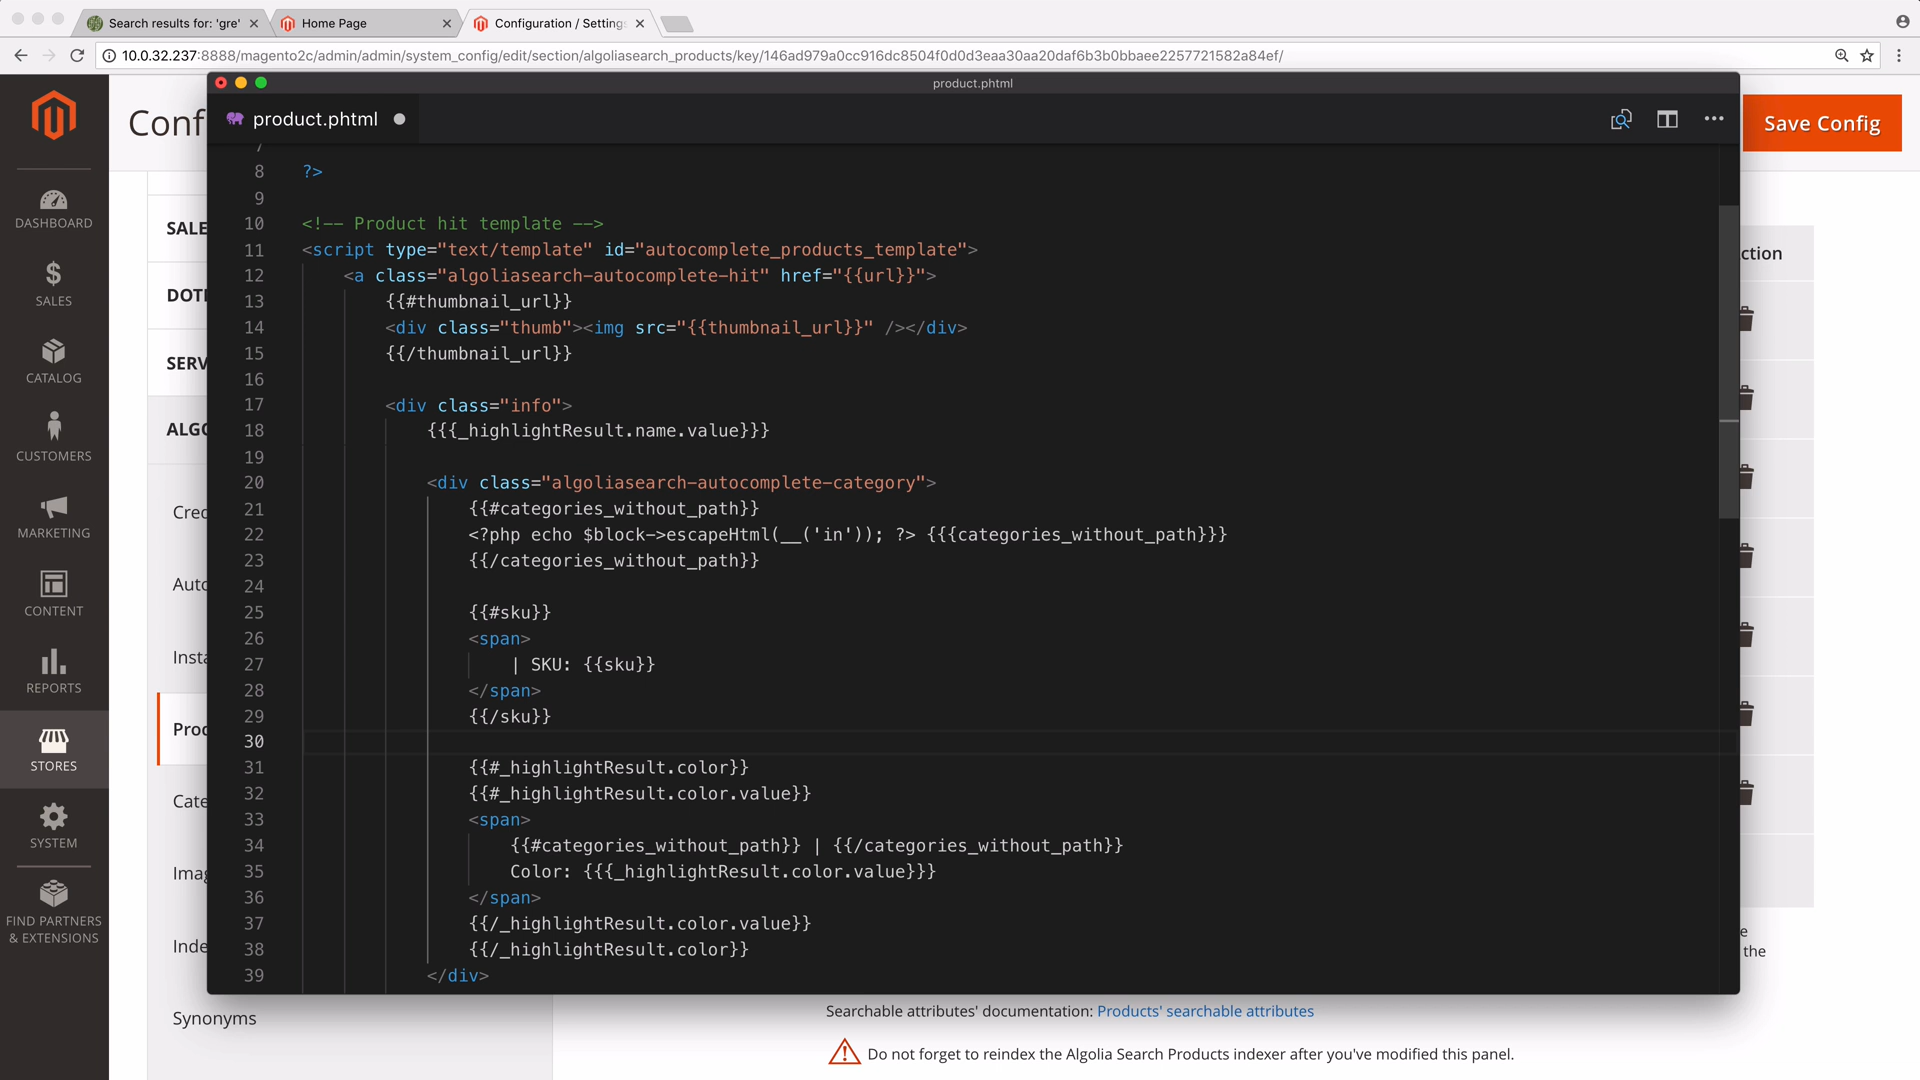 Search results for: 'gre'
Home Page
Configuration / Settings
10.0.32.237:8888/magento2c/admin/admin/system_config/edit/section/algoliasearch_products/key/146ad979a0cc916dc8504f0d0d3eaa30aa20daf6b3b0bbaee2257721582a84ef/
product.phtml
product.phtml
Conf
Save Config
DASHBOARD
SALES
CATALOG
CUSTOMERS
MARKETING
CONTENT
REPORTS
STORES
SYSTEM
FIND PARTNERS
& EXTENSIONS
SALE
SERV
ALGO
Cred
Auto
Insta
Prod
Cate
Imag
Inde
Synonyms
ction
7
8 ?>
9
10 <!-- Product hit template -->
11 <script type="text/template" id="autocomplete_products_template">
12 <a class="algoliasearch-autocomplete-hit" href="{{url}}">
13 {{#thumbnail_url}}
14 <div class="thumb"><img src="{{thumbnail_url}}" /></div>
15 {{/thumbnail_url}}
16
17 <div class="info">
18 {{{_highlightResult.name.value}}}
19
20 <div class="algoliasearch-autocomplete-category">
21 {{#categories_without_path}}
22 <?php echo $block->escapeHtml(__('in')); ?> {{{categories_without_path}}}
23 {{/categories_without_path}}
24
25 {{#sku}}
26 <span>
27 | SKU: {{sku}}
28 </span>
29 {{/sku}}
30
31 {{#_highlightResult.color}}
32 {{#_highlightResult.color.value}}
33 <span>
34 {{#categories_without_path}} | {{/categories_without_path}}
35 Color: {{{_highlightResult.color.value}}}
36 </span>
37 {{/_highlightResult.color.value}}
38 {{/_highlightResult.color}}
39 </div>
e
the
Searchable attributes' documentation: Products' searchable attributes
Do not forget to reindex the Algolia Search Products indexer after you've modified this panel.